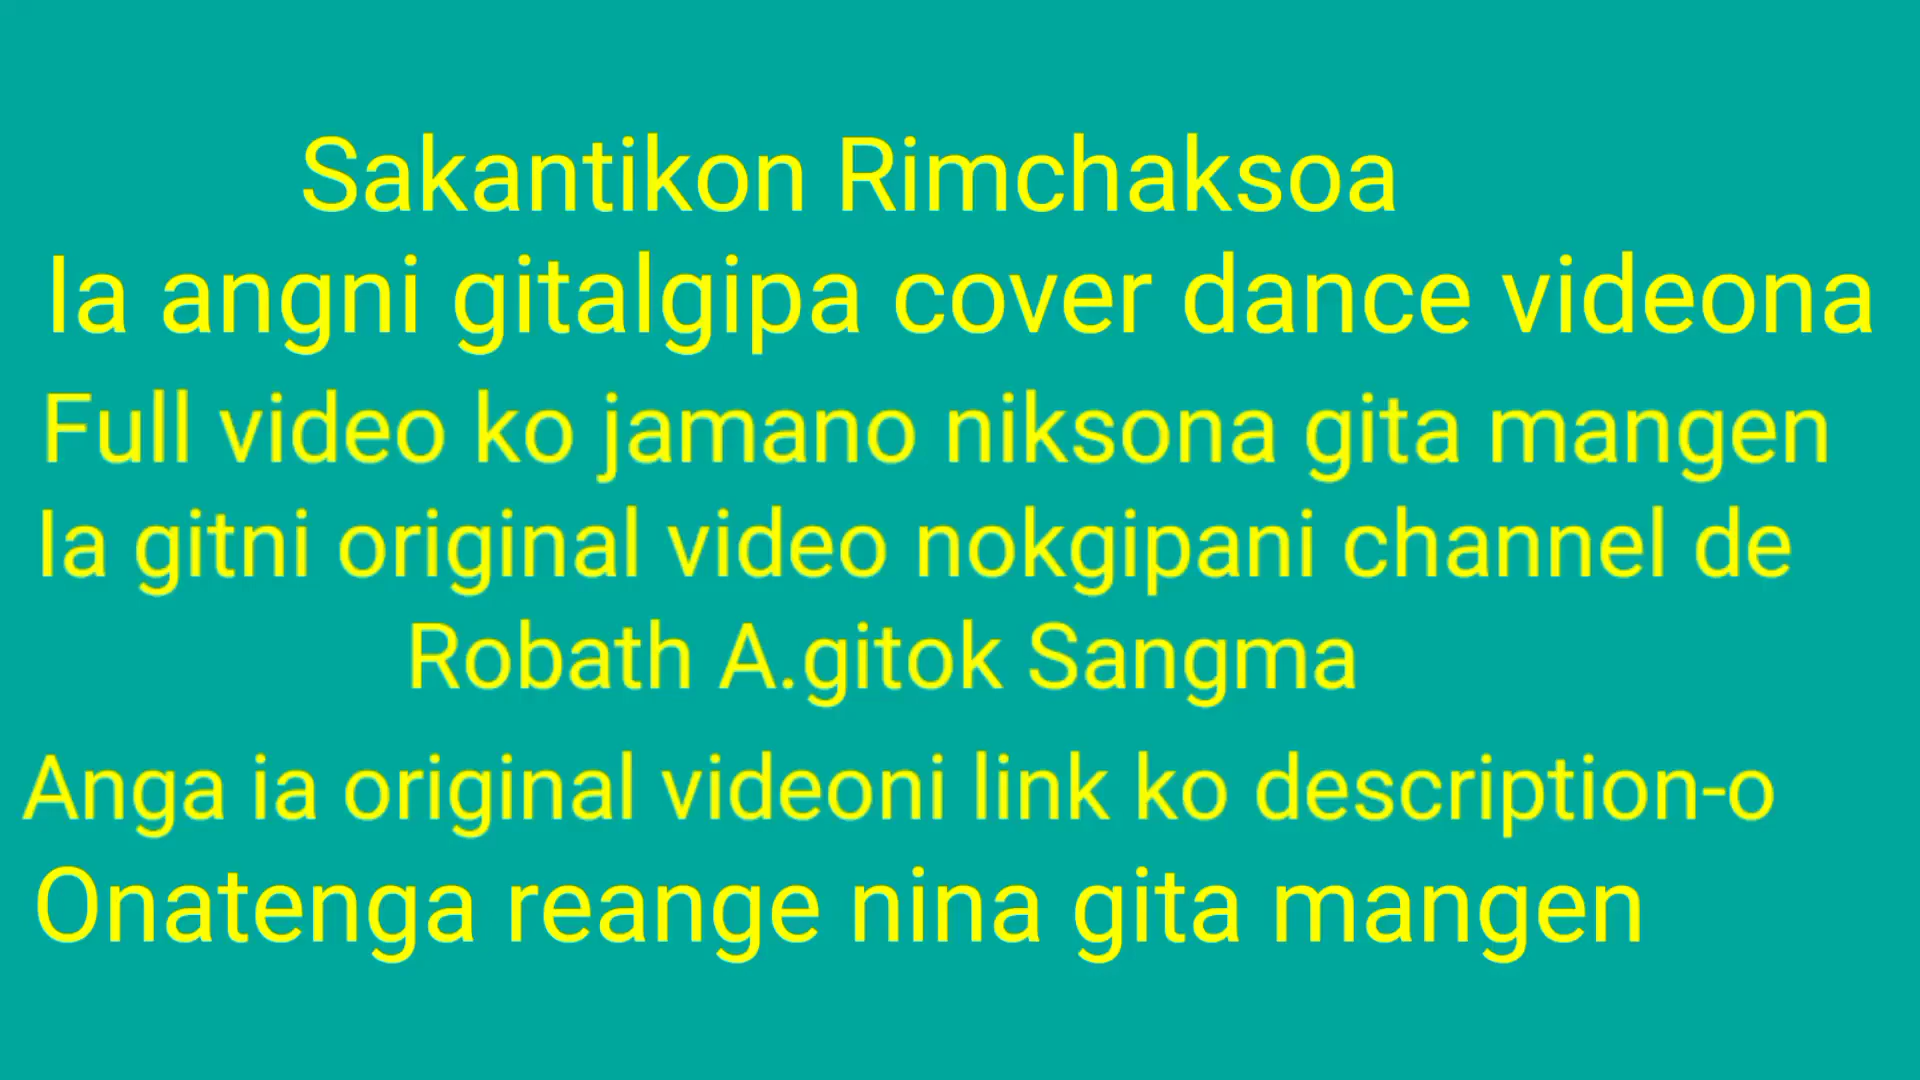 Sakantikon Rimchaksoa
Ia angni gitalgipa cover dance videona
Full video ko jamano niksona gita mangen
Ia gitni original video nokgipani channel de
Robath A.gitok Sangma
Anga ia original videoni link ko description-o
Onatenga reange nina gita mangen